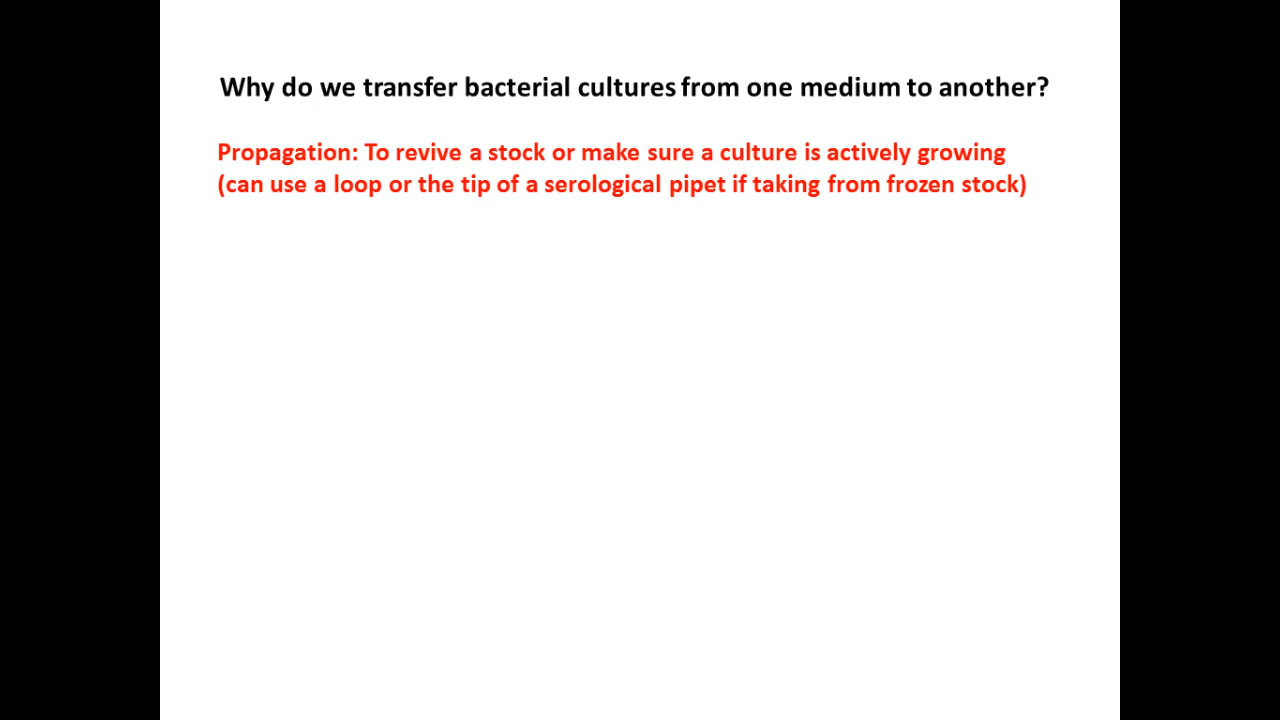 Why do we transfer bacterial cultures from one medium to another?
Propagation: To revive a stock or make sure a culture is actively growing
(can use a loop or the tip of a serological pipet if taking from frozen stock)